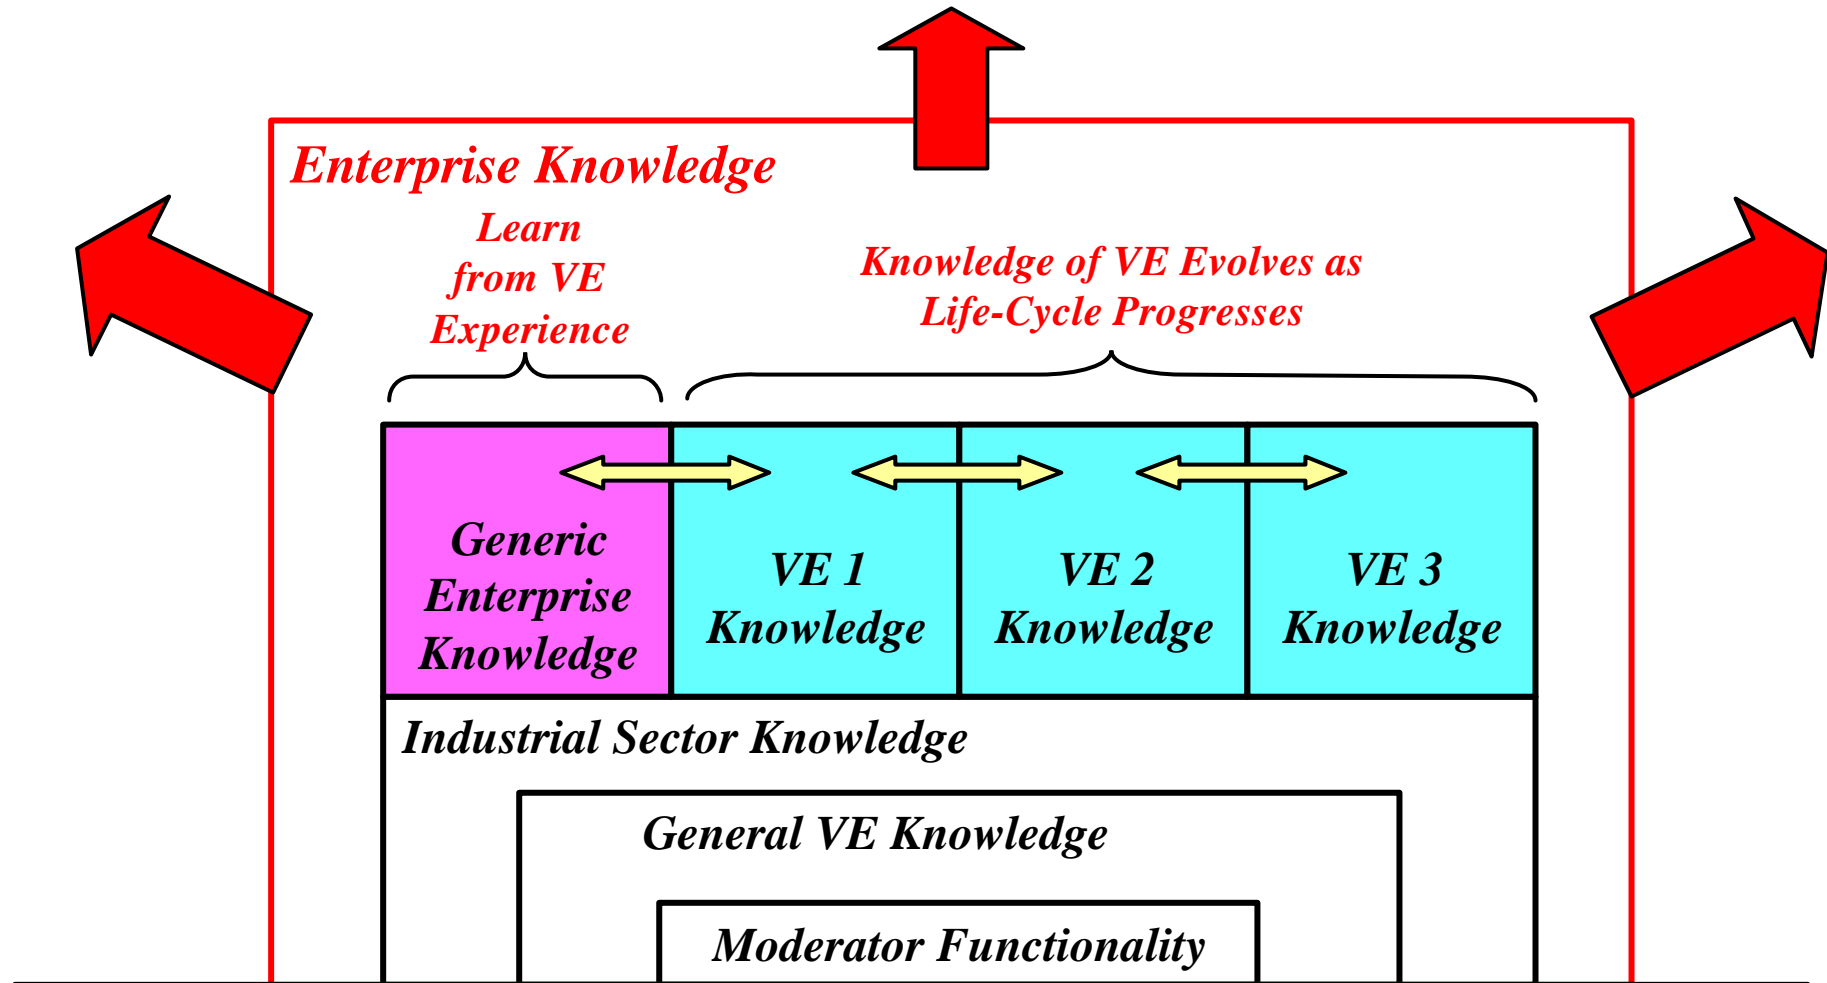 Enterprise Knowledge
Learn
from VE
Experience
Knowledge of VE Evolves as
Life-Cycle Progresses
Generic
Enterprise
Knowledge
VE 1
Knowledge
VE 2
Knowledge
VE 3
Knowledge
Industrial Sector Knowledge
General VE Knowledge
Moderator Functionality